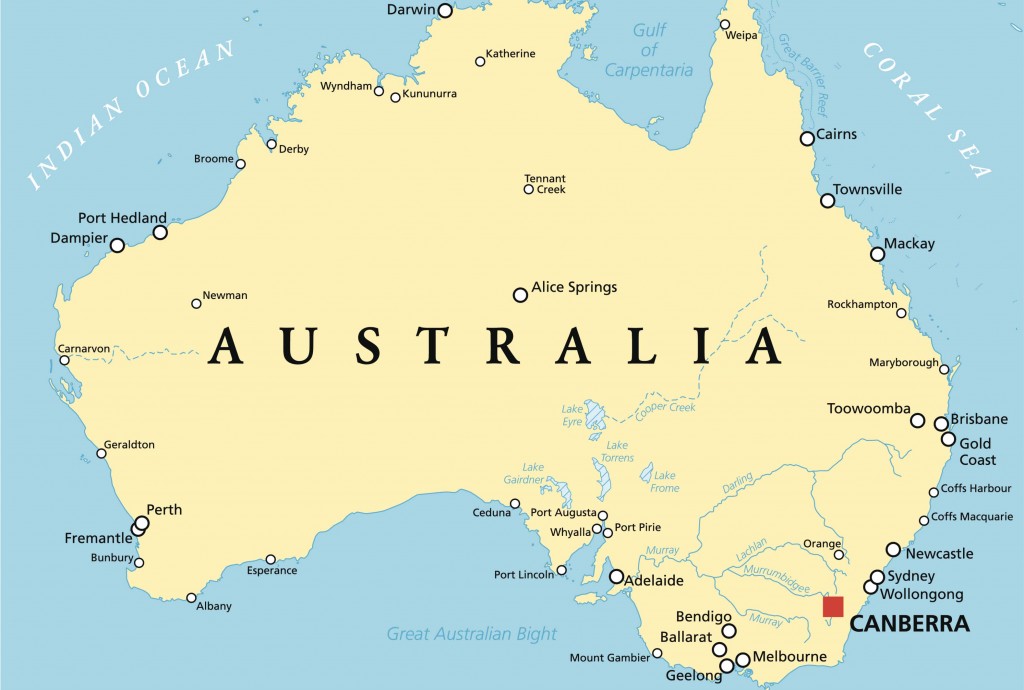 Darwin
Weipa
Gulf
of
Carpentaria
Great Barrier Reef
CORAL SEA
INDIAN OCEAN
Katherine
Wyndham
Kununurra
Derby
Broome
Cairns
Tennant
Creek
Townsville
Port Hedland
Dampier
Mackay
Alice Springs
Newman
Rockhampton
AUSTRALIA
Carnarvon
Maryborough
Lake
Eyre
Cooper Creek
Toowoomba
Brisbane
Gold
Coast
Geraldton
Lake
Torrens
Lake
Gairdner
Lake
Frome
Darling
Coffs Harbour
Perth
Fremantle
Ceduna
Port Augusta
Whyalla
Port Pirie
Coffs Macquarie
Bunbury
Esperance
Murray
Lachlan
Orange
Newcastle
Port Lincoln
Adelaide
Murrumbidgee
Sydney
Wollongong
Albany
Great Australian Bight
Bendigo
Murray
CANBERRA
Ballarat
Mount Gambier
Melbourne
Geelong